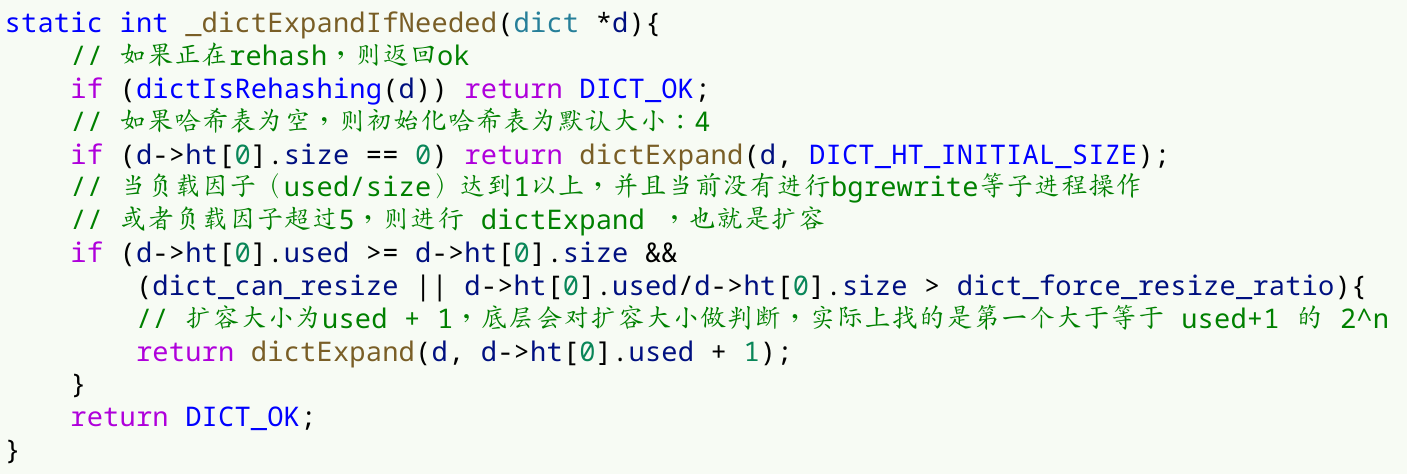 static int _dictExpandIfNeeded(dict *d){
    // 如果正在rehash，则返回ok
    if (dictIsRehashing(d)) return DICT_OK;
    // 如果哈希表为空，则初始化哈希表为默认大小：4
    if (d->ht[0].size == 0) return dictExpand(d, DICT_HT_INITIAL_SIZE);
    // 当负载因子（used/size）达到1以上，并且当前没有进行bgrewrite等子进程操作
    // 或者负载因子超过5，则进行 dictExpand ，也就是扩容
    if (d->ht[0].used >= d->ht[0].size &&
        (dict_can_resize || d->ht[0].used/d->ht[0].size > dict_force_resize_ratio){
        // 扩容大小为used + 1，底层会对扩容大小做判断，实际上找的是第一个大于等于 used+1 的 2^n
        return dictExpand(d, d->ht[0].used + 1);
    }
    return DICT_OK;
}